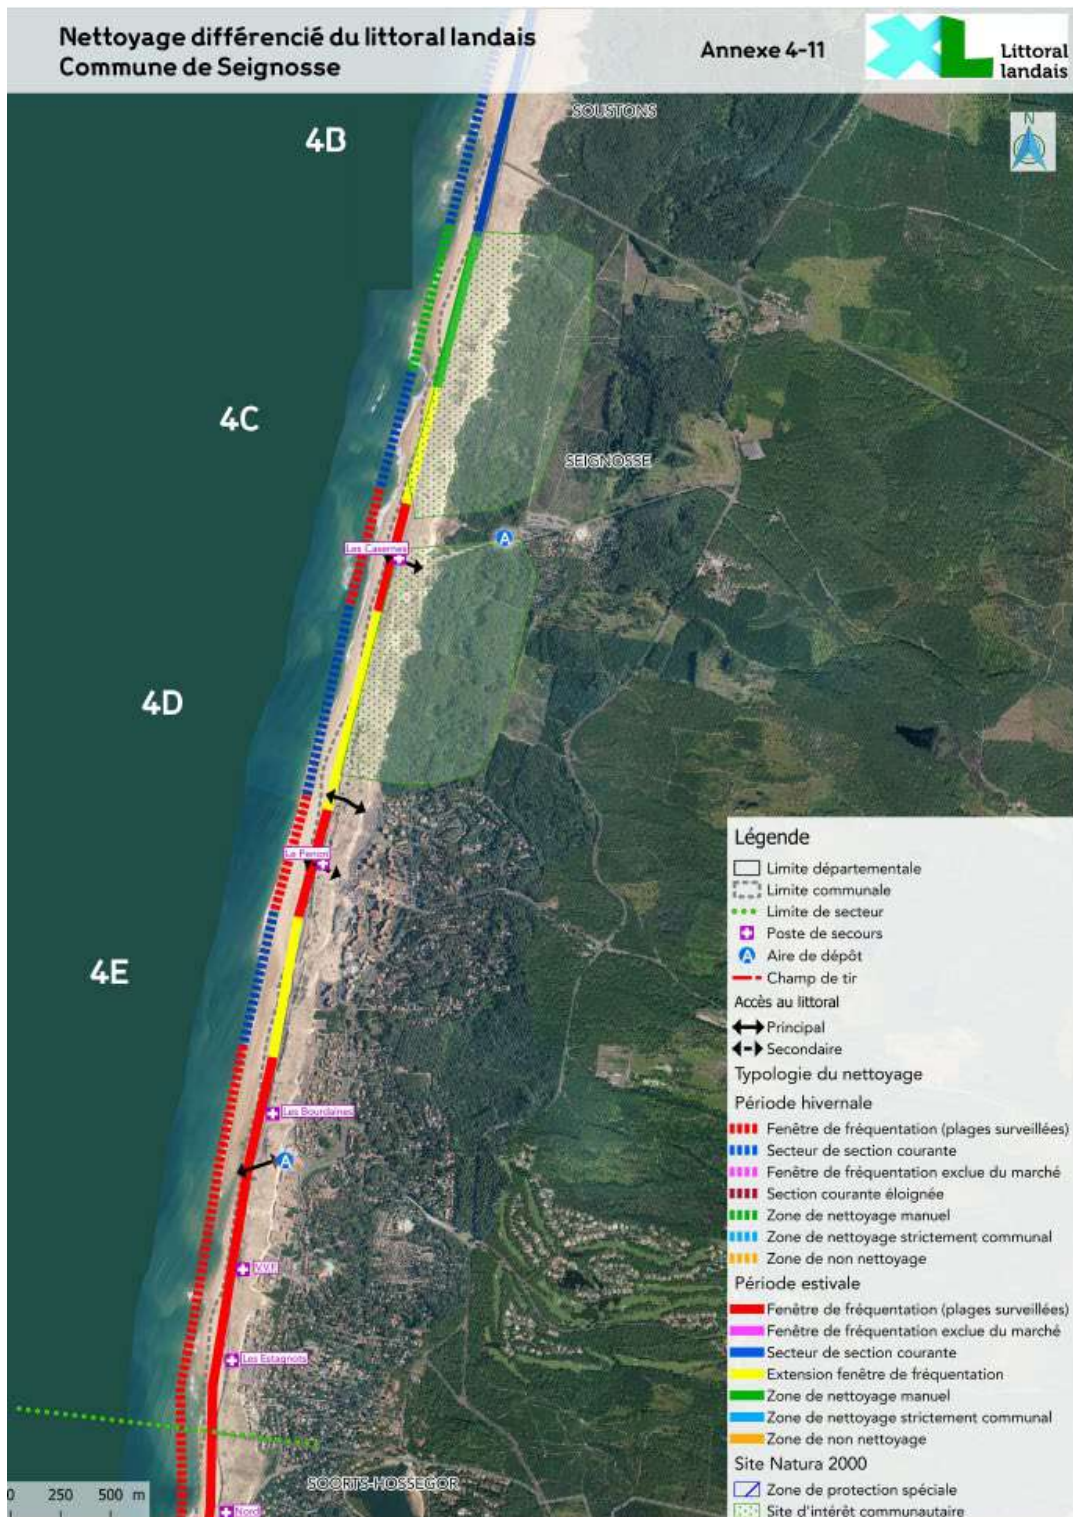 Nettoyage différencié du littoral landais
Commune de Seignosse
Annexe 4-11
XL
Littoral
landais
SOUSTONS
N
4B
4C
SEIGNOSSE
A
Les Casernes
4D
Le Penon
4E
Les Bourdaines
A
V.V.F.
Les Estagnots
SOORTS-HOSSEGOR
Nord
0 250 500 m
Légende
Limite départementale
Limite communale
Limite de secteur
Poste de secours
A Aire de dépôt
Champ de tir
Accès au littoral
Principal
Secondaire
Typologie du nettoyage
Période hivernale
Fenêtre de fréquentation (plages surveillées)
Secteur de section courante
Fenêtre de fréquentation exclue du marché
Section courante éloignée
Zone de nettoyage manuel
Zone de nettoyage strictement communal
Zone de non nettoyage
Période estivale
Fenêtre de fréquentation (plages surveillées)
Fenêtre de fréquentation exclue du marché
Secteur de section courante
Extension fenêtre de fréquentation
Zone de nettoyage manuel
Zone de nettoyage strictement communal
Zone de non nettoyage
Site Natura 2000
Zone de protection spéciale
Site d'intérêt communautaire